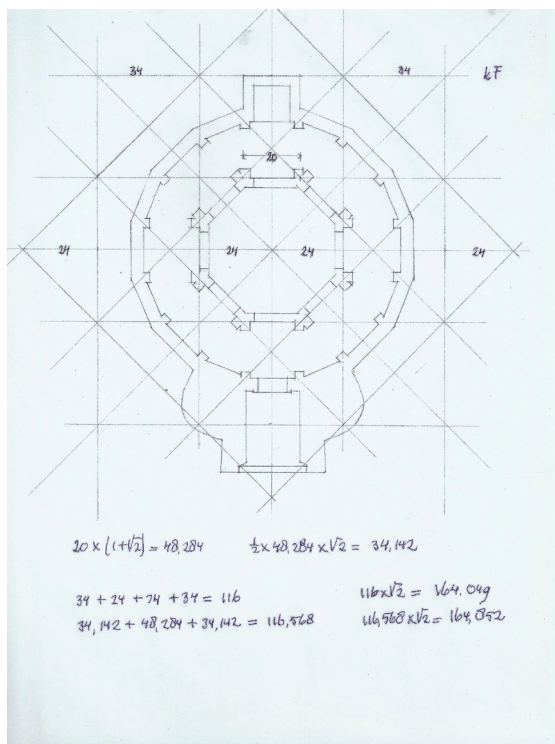 34 34 kF
20
24 24 24 24
20 × (1+√2) = 48,284 ½ × 48,284 × √2 = 34,142
34 + 24 + 24 + 34 = 116 116 × √2 = 164.049
34,142 + 48,284 + 34,142 = 116,568 116,568 × √2 = 164,852